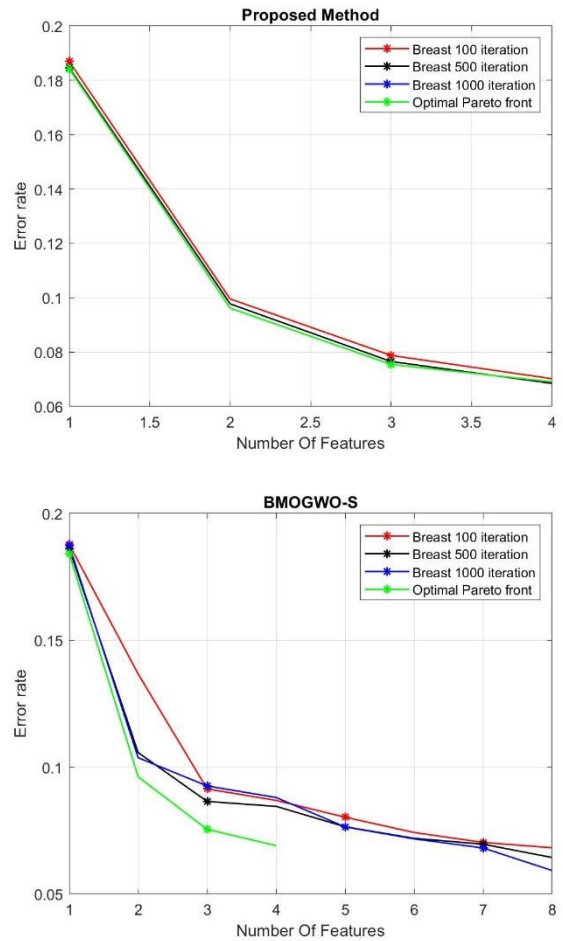 Proposed Method
0.2
0.18
0.16
0.14
0.12
0.1
0.08
0.06
Error rate
Breast 100 iteration
Breast 500 iteration
Breast 1000 iteration
Optimal Pareto front
1 1.5 2 2.5 3 3.5 4
Number Of Features
BMOGWO-S
0.2
0.15
0.1
0.05
Error rate
Breast 100 iteration
Breast 500 iteration
Breast 1000 iteration
Optimal Pareto front
1 2 3 4 5 6 7 8
Number Of Features